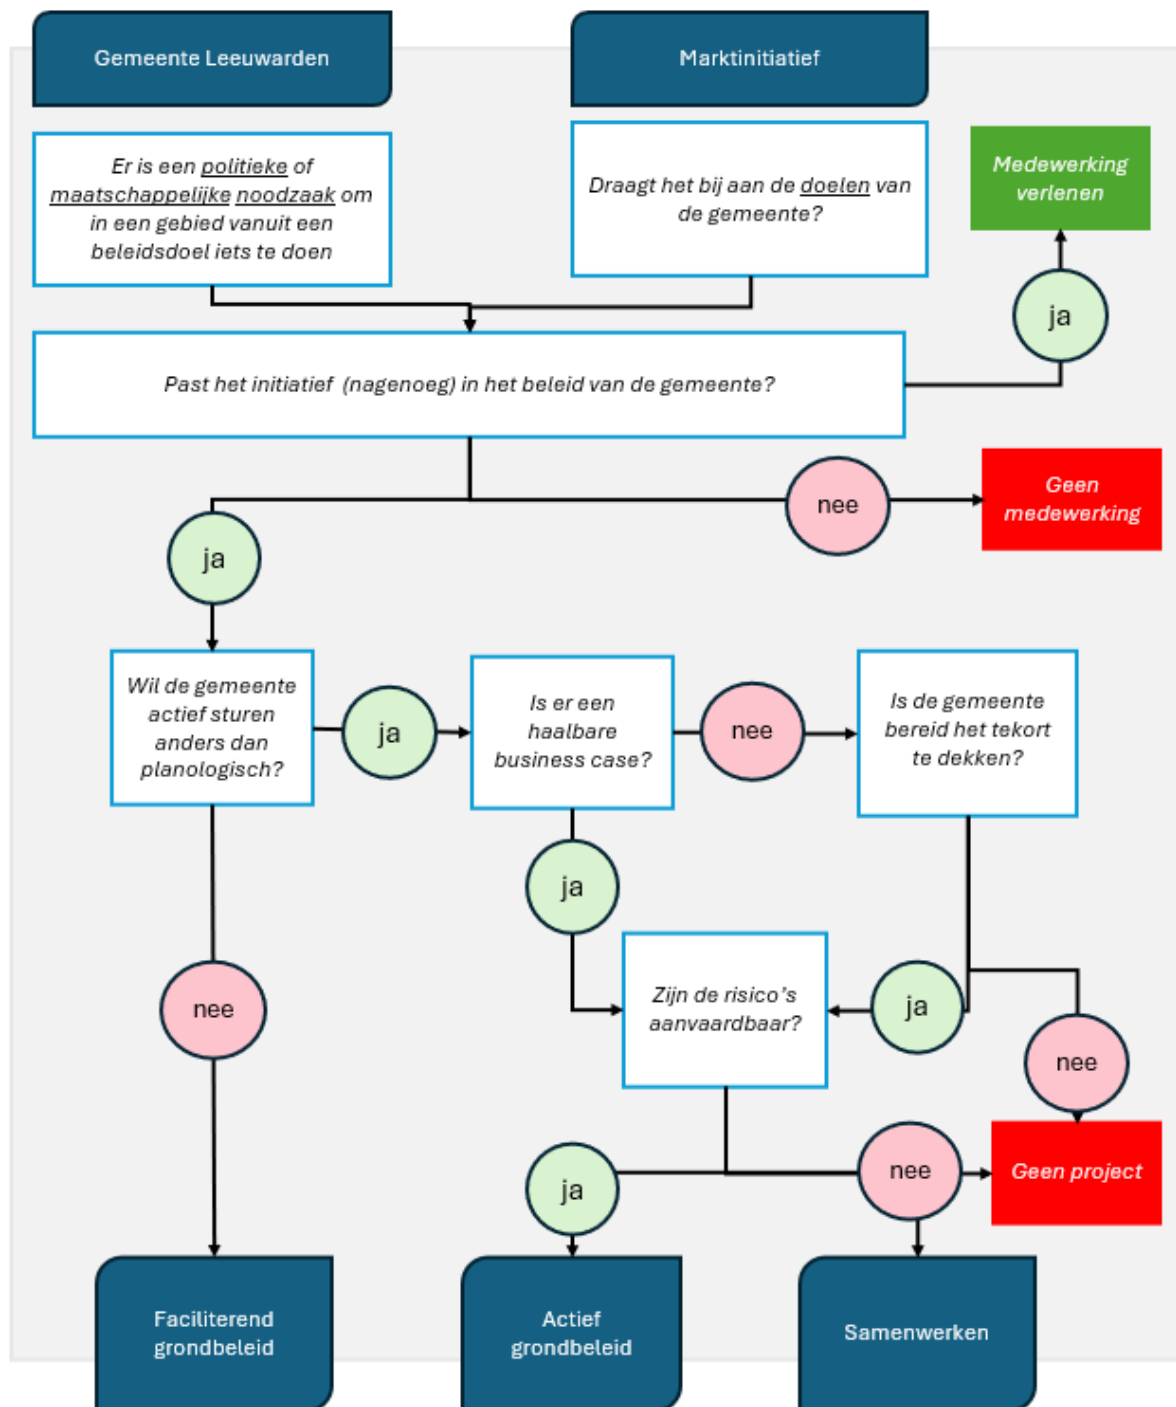 Gemeente Leeuwarden
Marktinitiatief
Er is een politieke of
maatschappelijke noodzaak om
in een gebied vanuit een
beleidsdoel iets te doen
Draagt het bij aan de doelen van
de gemeente?
Medewerking
verlenen
ja
Past het initiatief (nagenoeg) in het beleid van de gemeente?
nee
Geen
medewerking
ja
Wil de gemeente
actief sturen
anders dan
planologisch?
ja
Is er een
haalbare
business case?
nee
Is de gemeente
bereid het tekort
te dekken?
ja
nee
Zijn de risico's
aanvaardbaar?
ja
nee
ja
nee
Geen project
Faciliterend
grondbeleid
Actief
grondbeleid
Samenwerken